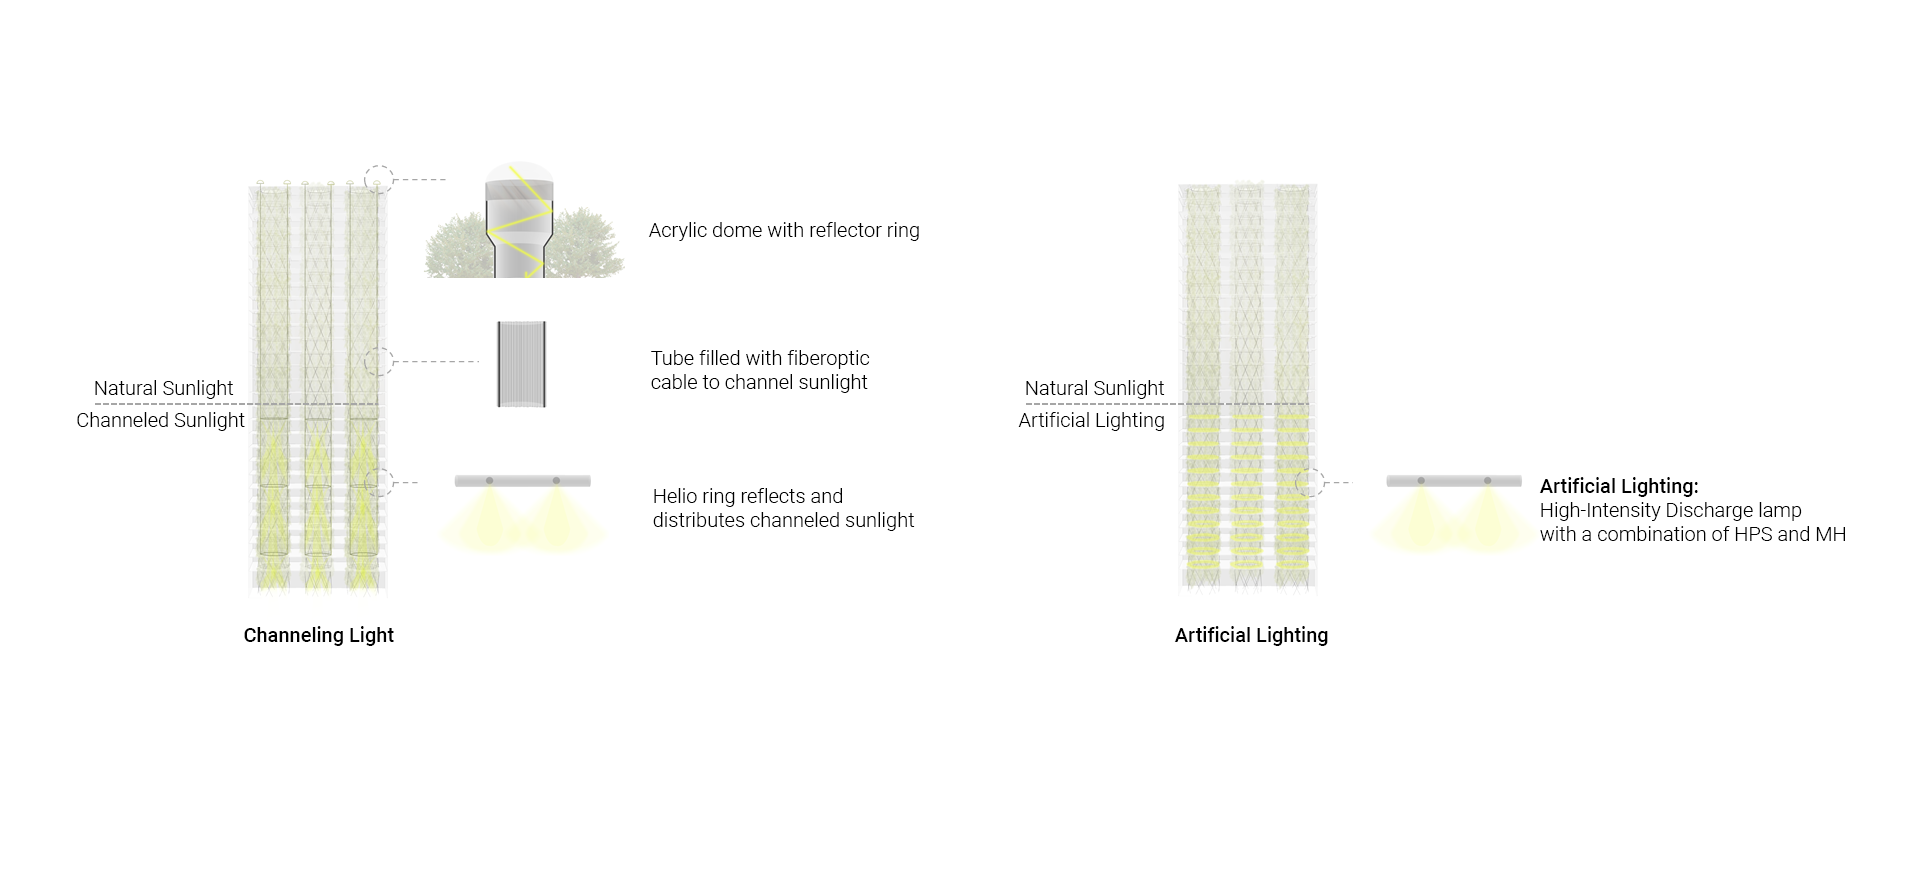 Acrylic dome with reflector ring
Tube filled with fiberoptic
cable to channel sunlight
Natural Sunlight
Channeled Sunlight
Helio ring reflects and
distributes channeled sunlight
Channeling Light
Natural Sunlight
Artificial Lighting
Artificial Lighting:
High-Intensity Discharge lamp
with a combination of HPS and MH
Artificial Lighting